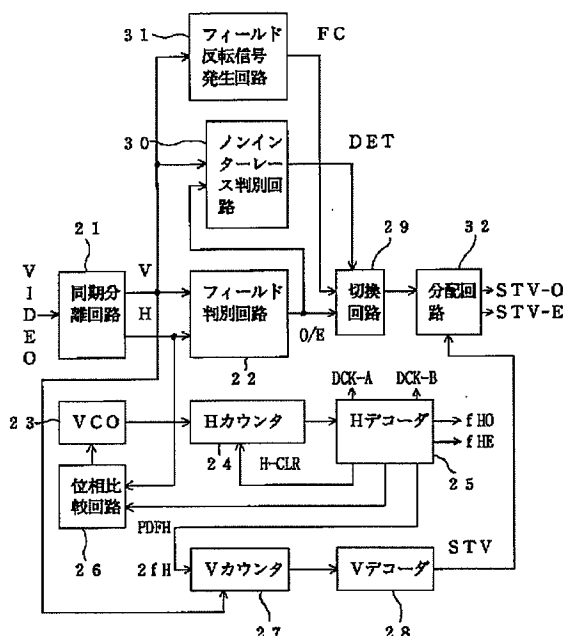 31
フィールド
反転信号
発生回路
FC
30
ノンイン
ターレー
ス判別回
路
DET
21
VIDEO
同期分
離回路
V
H
フィールド
判別回路
22
O/E
29
切換
回路
32
分配回
路
STV-O
STV-E
23
VCO
Hカウンタ
24
H-CLR
DCK-A
DCK-B
Hデコーダ
25
fHO
fHE
位相比
較回路
26
PDFH
2fH
Vカウンタ
27
Vデコーダ
28
STV